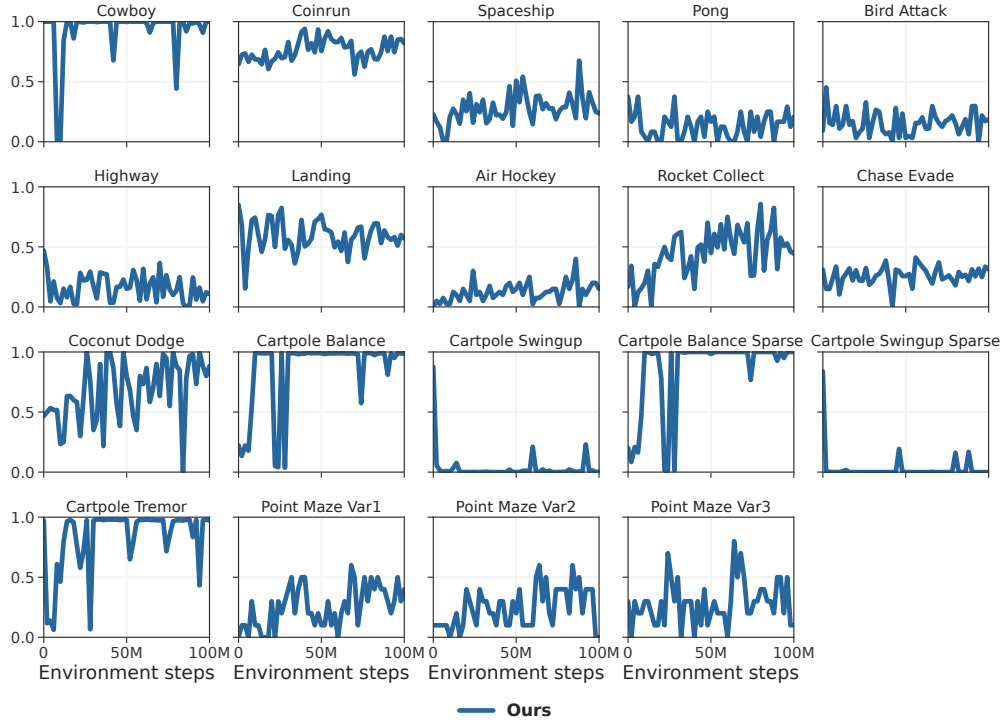 Cowboy Coinrun Spaceship Pong Bird Attack
1.0
0.5
0.0
Highway Landing Air Hockey Rocket Collect Chase Evade
1.0
0.5
0.0
Coconut Dodge Cartpole Balance Cartpole Swingup Cartpole Balance Sparse Cartpole Swingup Sparse
1.0
0.5
0.0
Cartpole Tremor Point Maze Var1 Point Maze Var2 Point Maze Var3
1.0
0.5
0.0
0 50M 100M 0 50M 100M 0 50M 100M 0 50M 100M
Environment steps Environment steps Environment steps Environment steps
Ours